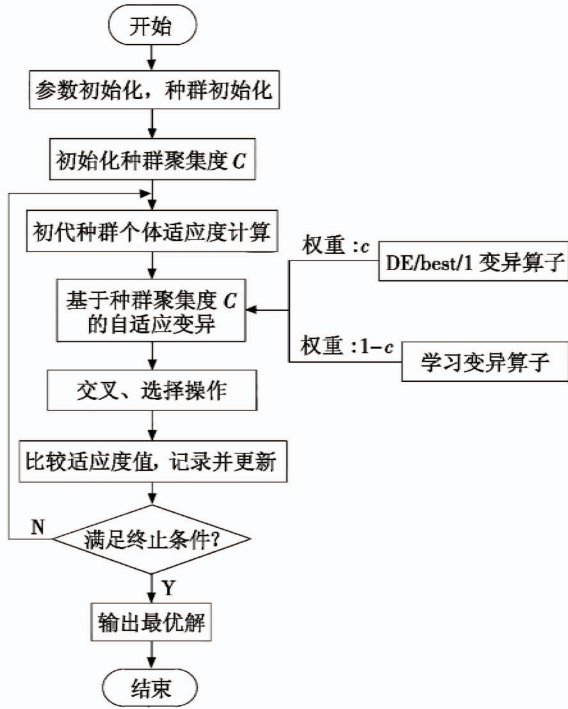 开始
参数初始化，种群初始化
初始化种群聚集度 C
初代种群个体适应度计算
基于种群聚集度 C
的自适应变异
权重:c
DE/best/1 变异算子
权重:1-c
学习变异算子
交叉、选择操作
比较适应度值，记录并更新
满足终止条件?
N
Y
输出最优解
结束